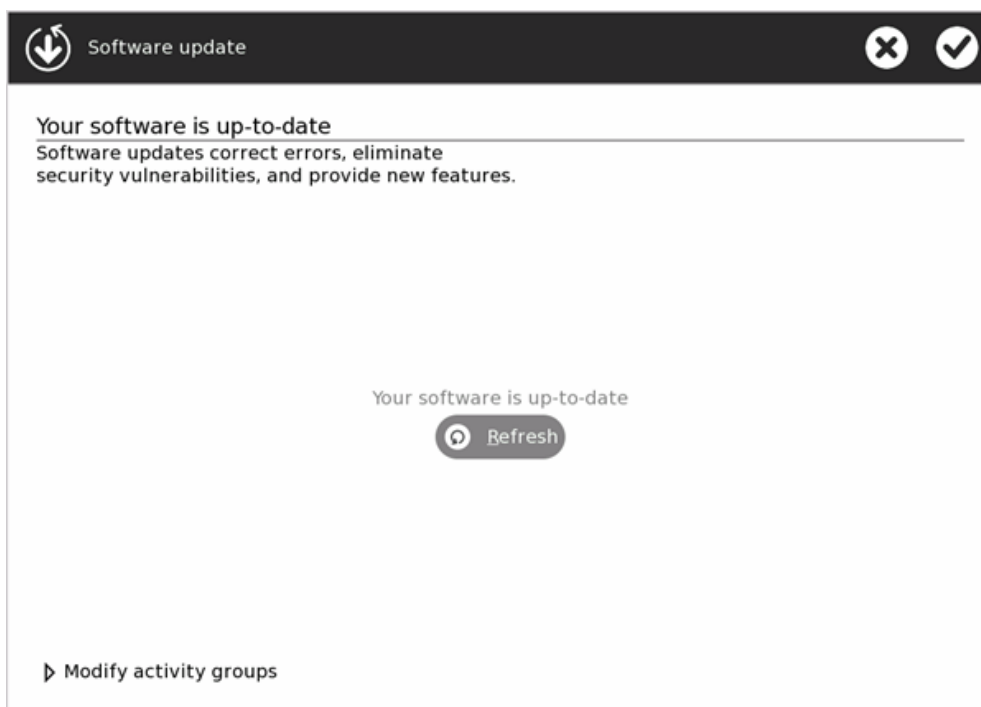 Software update
Your software is up-to-date
Software updates correct errors, eliminate
security vulnerabilities, and provide new features.
Your software is up-to-date
Refresh
Modify activity groups